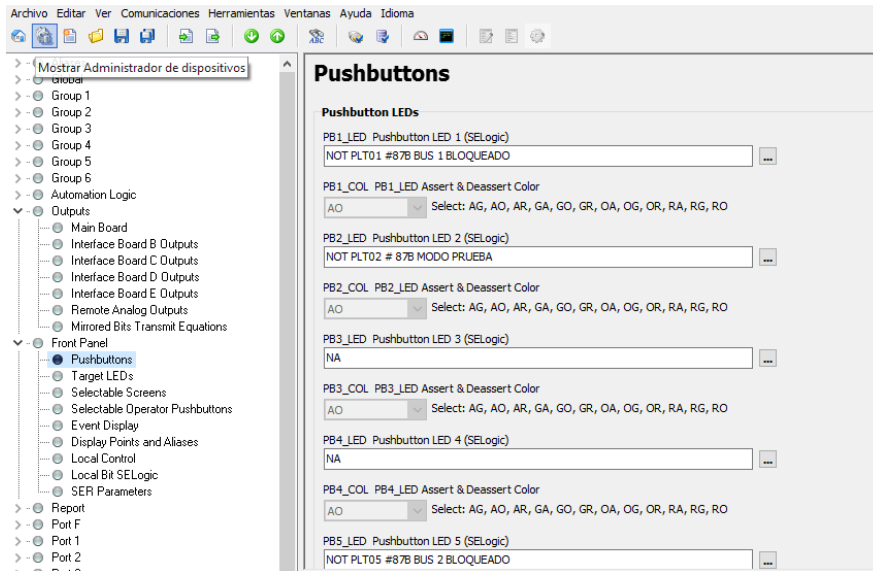 Archivo Editar Ver Comunicaciones Herramientas Ventanas Ayuda Idioma
Mostrar Administrador de dispositivos
Global
Group 1
Group 2
Group 3
Group 4
Group 5
Group 6
Automation Logic
Outputs
Main Board
Interface Board B Outputs
Interface Board C Outputs
Interface Board D Outputs
Interface Board E Outputs
Remote Analog Outputs
Mirrored Bits Transmit Equations
Front Panel
Pushbuttons
Target LEDs
Selectable Screens
Selectable Operator Pushbuttons
Event Display
Display Points and Aliases
Local Control
Local Bit SELogic
SER Parameters
Report
Port F
Port 1
Port 2
Pushbuttons
Pushbutton LEDs
PB1_LED Pushbutton LED 1 (SELogic)
NOT PLT01 #87B BUS 1 BLOQUEADO
...
PB1_COL PB1_LED Assert & Deassert Color
AO Select: AG, AO, AR, GA, GO, GR, OA, OG, OR, RA, RG, RO
PB2_LED Pushbutton LED 2 (SELogic)
NOT PLT02 # 87B MODO PRUEBA
...
PB2_COL PB2_LED Assert & Deassert Color
AO Select: AG, AO, AR, GA, GO, GR, OA, OG, OR, RA, RG, RO
PB3_LED Pushbutton LED 3 (SELogic)
NA
...
PB3_COL PB3_LED Assert & Deassert Color
AO Select: AG, AO, AR, GA, GO, GR, OA, OG, OR, RA, RG, RO
PB4_LED Pushbutton LED 4 (SELogic)
NA
...
PB4_COL PB4_LED Assert & Deassert Color
AO Select: AG, AO, AR, GA, GO, GR, OA, OG, OR, RA, RG, RO
PB5_LED Pushbutton LED 5 (SELogic)
NOT PLT05 #87B BUS 2 BLOQUEADO
...